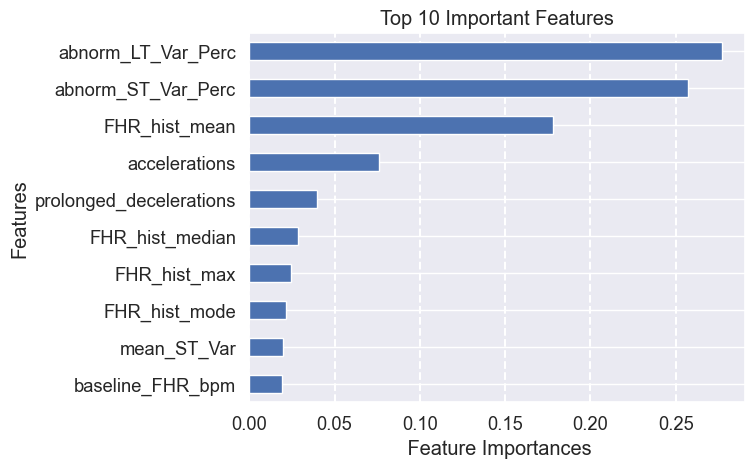 Top 10 Important Features
abnorm_LT_Var_Perc
abnorm_ST_Var_Perc
FHR_hist_mean
accelerations
prolonged_decelerations
FHR_hist_median
FHR_hist_max
FHR_hist_mode
mean_ST_Var
baseline_FHR_bpm
Features
0.00 0.05 0.10 0.15 0.20 0.25
Feature Importances